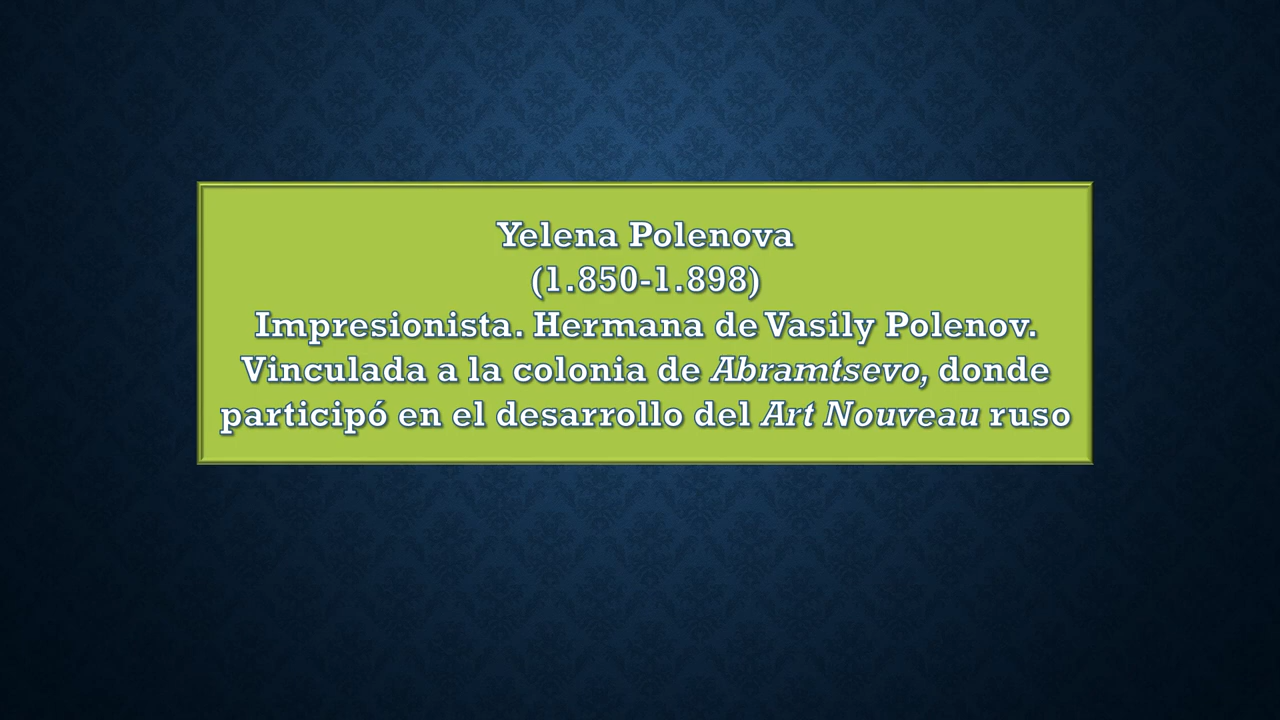 Yelena Polenova
(1.850-1.898)
Impresionista. Hermana de Vasily Polenov.
Vinculada a la colonia de Abramtsevo, donde
participó en el desarrollo del Art Nouveau ruso